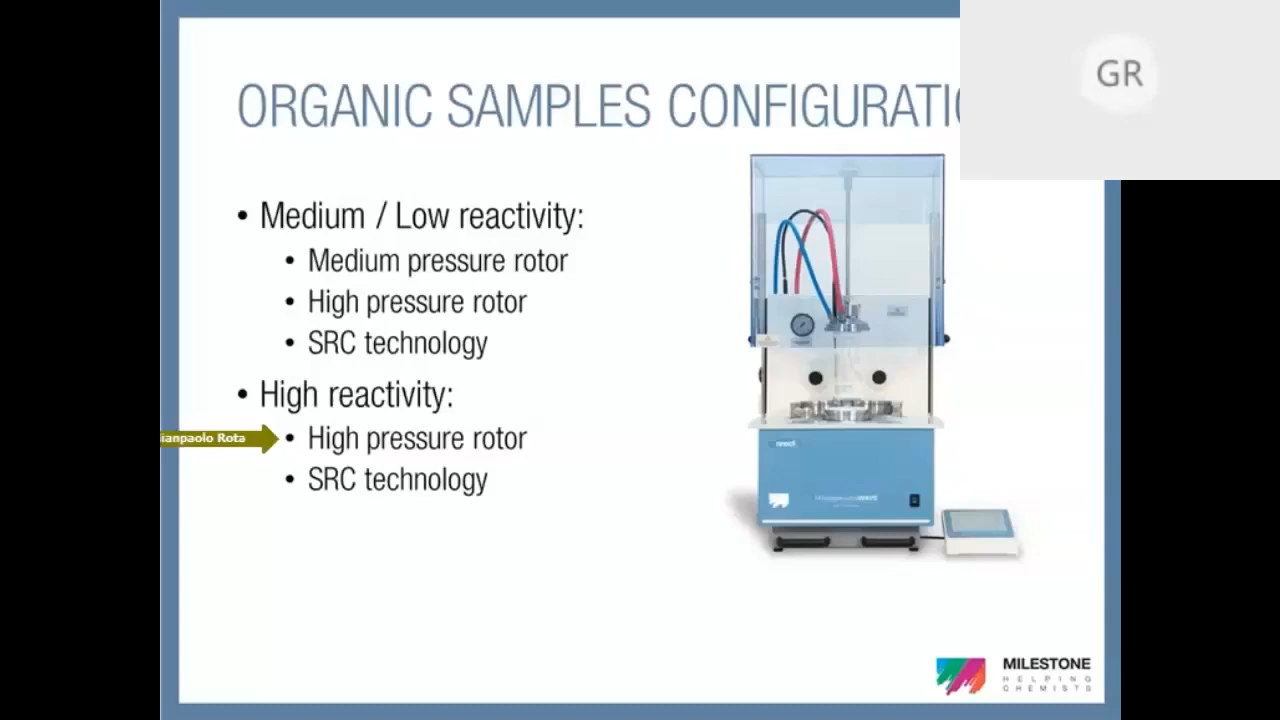 ORGANIC SAMPLES CONFIGURATIO
GR
• Medium / Low reactivity:
• Medium pressure rotor
• High pressure rotor
• SRC technology
• High reactivity:
ianpaolo Rota
• High pressure rotor
• SRC technology
MILESTONE
HELPING
CHEMISTS